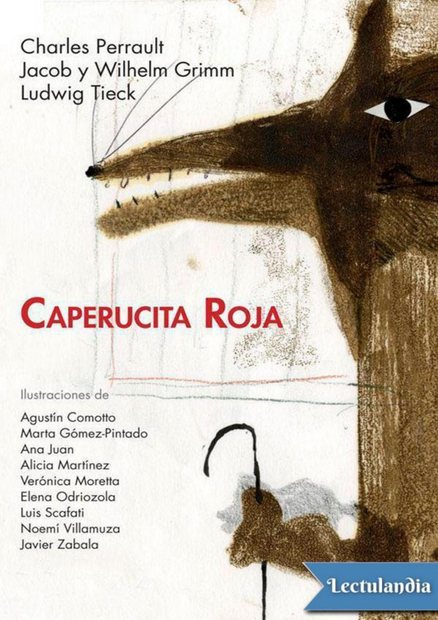 Charles Perrault
Jacob y Wilhelm Grimm
Ludwig Tieck
CAPERUCITA ROJA
Ilustraciones de
Agustín Comotto
Marta Gómez-Pintado
Ana Juan
Alicia Martínez
Verónica Moretta
Elena Odriozola
Luis Scafati
Noemí Villamuza
Javier Zabala
Lectulandia